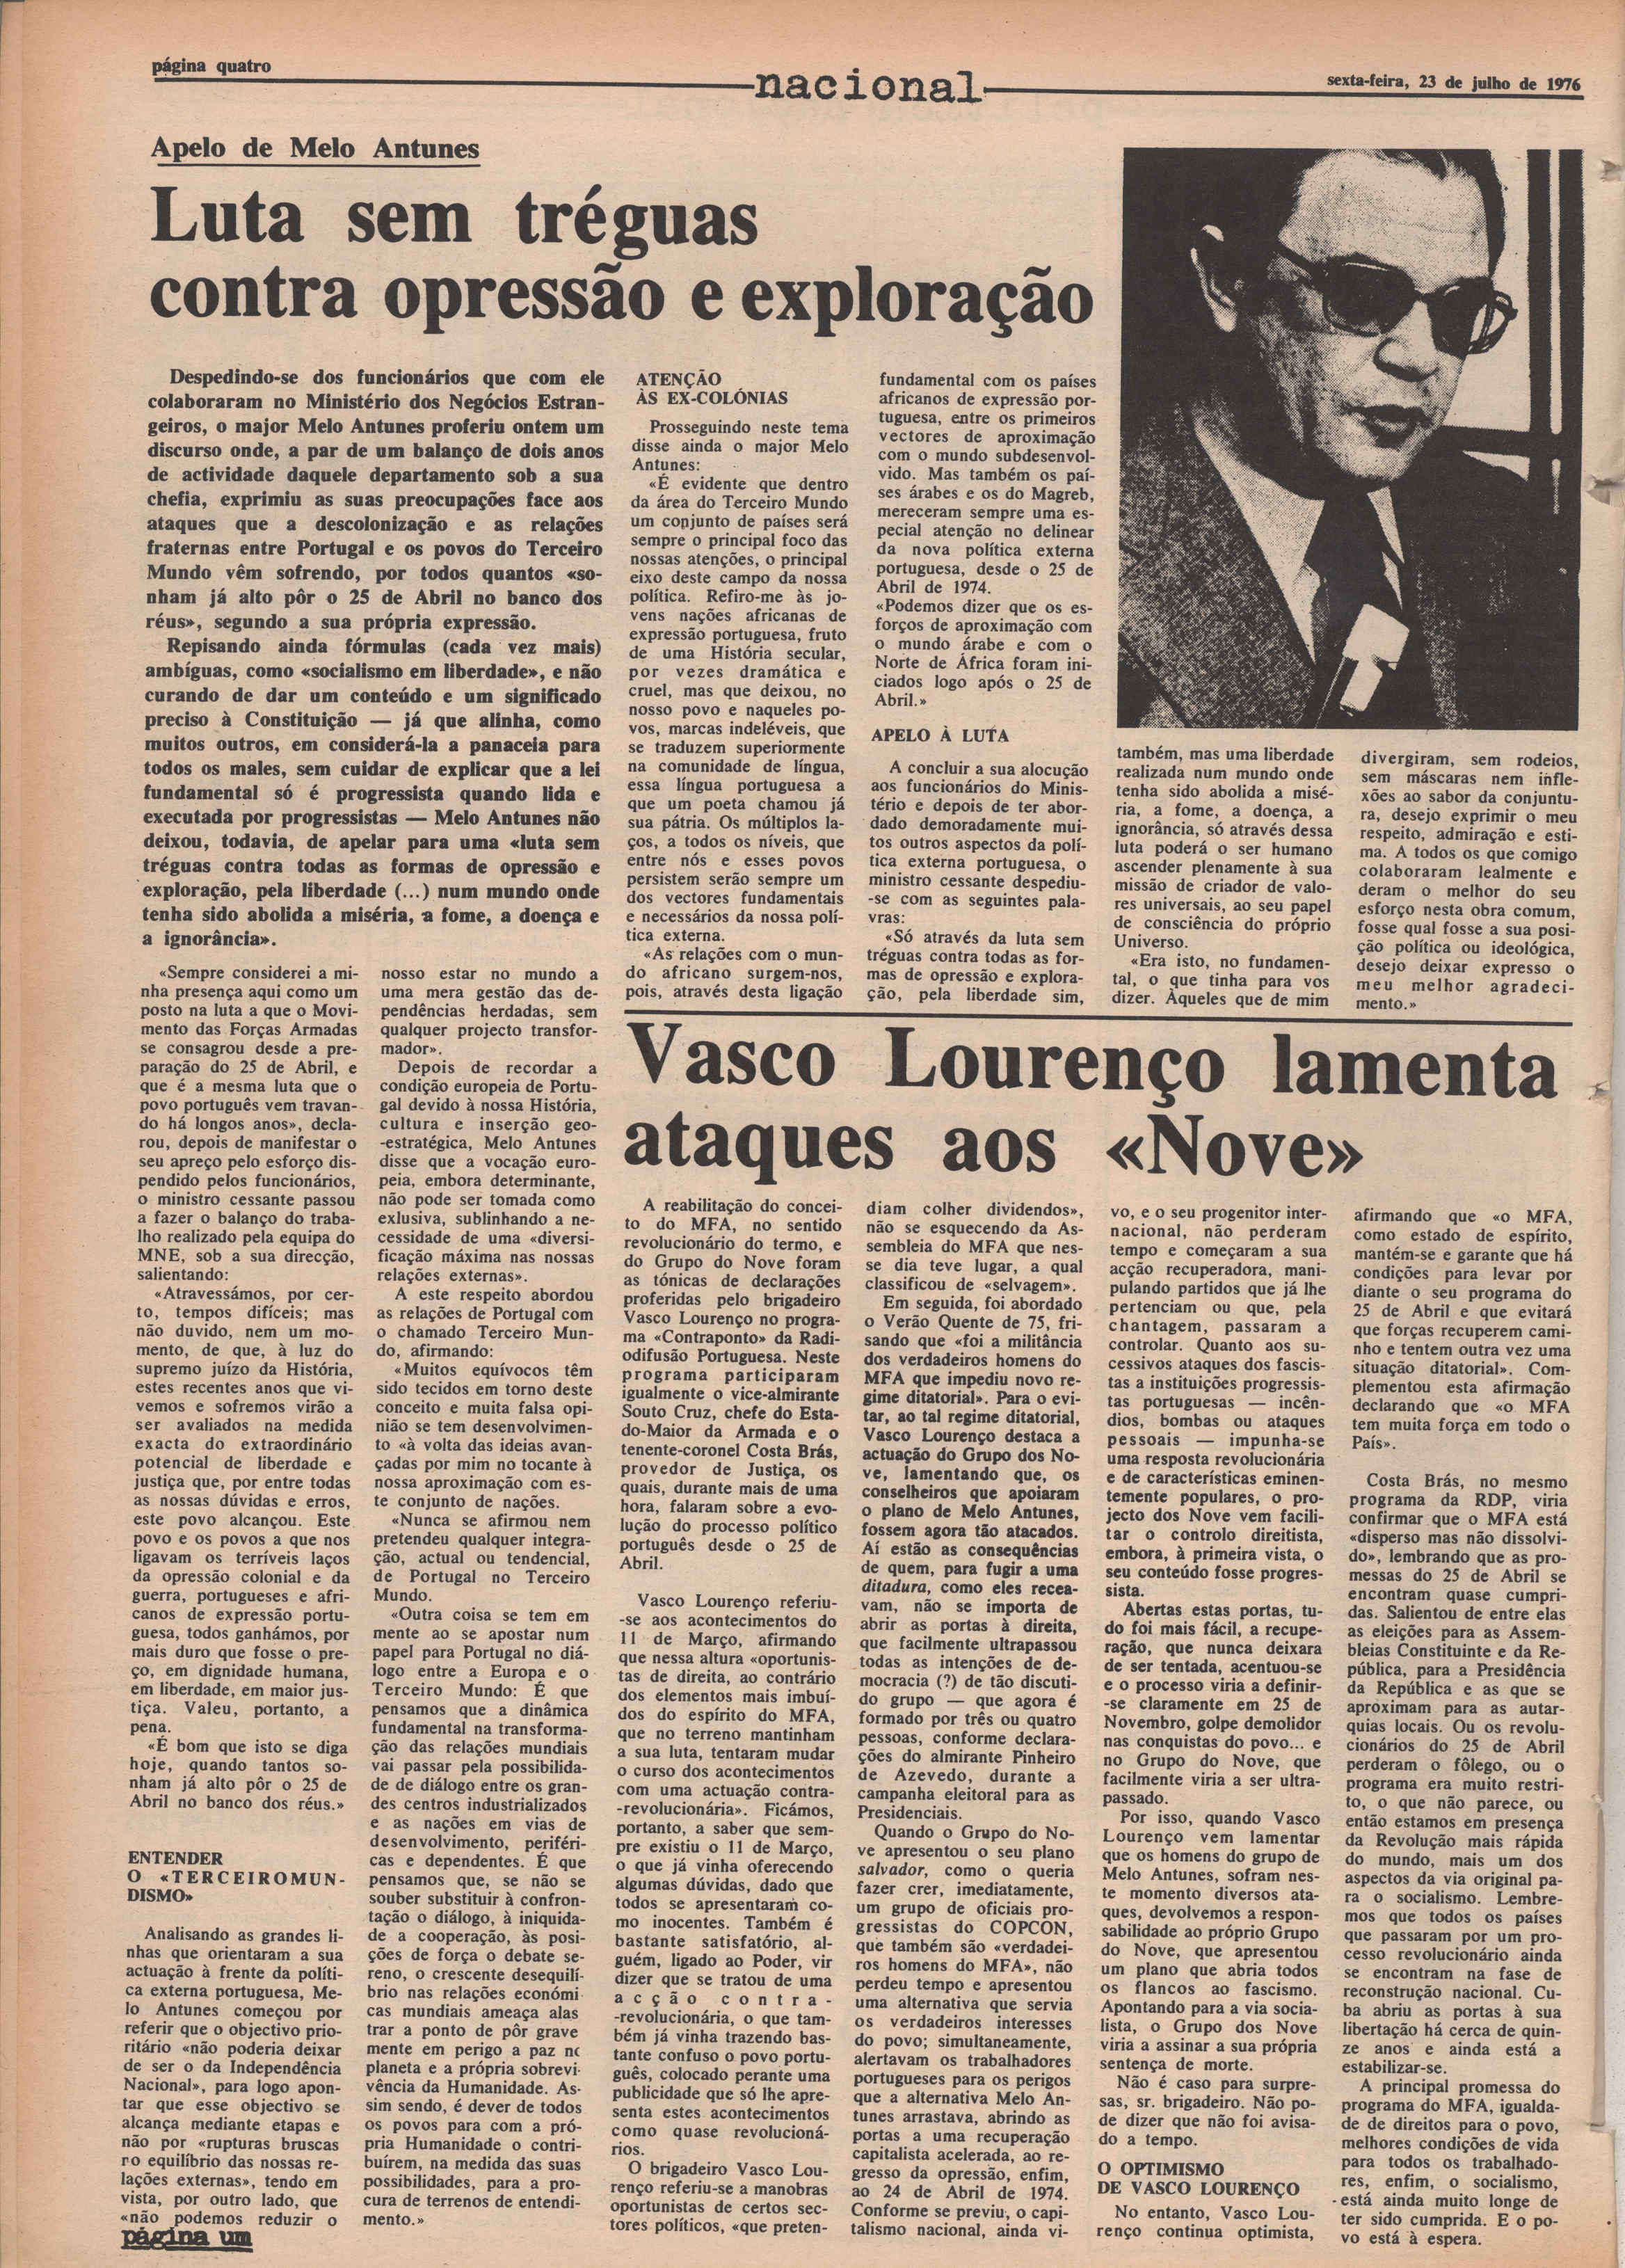 página quatro
nacional
sexta-feira, 23 de julho de 1976
Apelo de Melo Antunes
Luta sem tréguas
contra opressão e exploração
Despedindo-se dos funcionários que com ele
colaboraram no Ministério dos Negócios Estran-
geiros, o major Melo Antunes proferiu ontem um
discurso onde, a par de um balanço de dois anos
de actividade daquele departamento sob a sua
chefia, exprimiu as suas preocupações face aos
ataques que a descolonização e as relações
fraternas entre Portugal e os povos do Terceiro
Mundo vêm sofrendo, por todos quantos «so-
nham já alto pôr o 25 de Abril no banco dos
réus», segundo a sua própria expressão.
Repisando ainda fórmulas (cada vez mais)
ambíguas, como «socialismo em liberdade», e não
curando de dar um conteúdo e um significado
preciso à Constituição — já que alinha, como
muitos outros, em considerá-la a panaceia para
todos os males, sem cuidar de explicar que a lei
fundamental só é progressista quando lida e
executada por progressistas — Melo Antunes não
deixou, todavia, de apelar para uma «luta sem
tréguas contra todas as formas de opressão e
exploração, pela liberdade (...) num mundo onde
tenha sido abolida a miséria, a fome, a doença e
a ignorância».
«Sempre considerei a mi-
nha presença aqui como um
posto na luta a que o Movi-
mento das Forças Armadas
se consagrou desde a pre-
paração do 25 de Abril, e
que é a mesma luta que o
povo português vem travan-
do há longos anos», decla-
rou, depois de manifestar o
seu apreço pelo esforço dis-
pendido pelos funcionários,
o ministro cessante passou
a fazer o balanço do traba-
lho realizado pela equipa do
MNE, sob a sua direcção,
salientando:
«Atravessámos, por cer-
to, tempos difíceis; mas
não duvido, nem um mo-
mento, de que, à luz do
supremo juízo da História,
estes recentes anos que vi-
vemos e sofremos virão a
ser avaliados na medida
exacta do extraordinário
potencial de liberdade e
justiça que, por entre todas
as nossas dúvidas e erros,
este povo alcançou. Este
povo e os povos a que nos
ligavam os terríveis laços
da opressão colonial e da
guerra, portugueses e afri-
canos de expressão portu-
guesa, todos ganhámos, por
mais duro que fosse o pre-
ço, em dignidade humana,
em liberdade, em maior jus-
tiça. Valeu, portanto, a
pena.
«É bom que isto se diga
hoje, quando tantos so-
nham já alto pôr o 25 de
Abril no banco dos réus.»
ENTENDER
O «TERCEIROMUN-
DISMO»
Analisando as grandes li-
nhas que orientaram a sua
actuação à frente da políti-
ca externa portuguesa, Me-
lo Antunes começou por
referir que o objectivo prio-
ritário «não poderia deixar
de ser o da Independência
Nacional», para logo apon-
tar que esse objectivo se
alcança mediante etapas e
não por «rupturas bruscas
ro equilíbrio das nossas re-
lações externas», tendo em
vista, por outro lado, que
«não podemos reduzir o
nosso estar no mundo a
uma mera gestão das de-
pendências herdadas, sem
qualquer projecto transfor-
mador».
Depois de recordar a
condição europeia de Portu-
gal devido à nossa História,
cultura e inserção geo-
-estratégica, Melo Antunes
disse que a vocação euro-
peia, embora determinante,
não pode ser tomada como
exlusiva, sublinhando a ne-
cessidade de uma «diversi-
ficação máxima nas nossas
relações externas».
A este respeito abordou
as relações de Portugal com
o chamado Terceiro Mun-
do, afirmando:
«Muitos equívocos têm
sido tecidos em torno deste
conceito e muita falsa opi-
nião se tem desenvolvimen-
to «à volta das ideias avan-
çadas por mim no tocante à
nossa aproximação com es-
te conjunto de nações.
«Nunca se afirmou nem
pretendeu qualquer integra-
ção, actual ou tendencial,
de Portugal no Terceiro
Mundo.
«Outra coisa se tem em
mente ao se apostar num
papel para Portugal no diá-
logo entre a Europa e o
Terceiro Mundo: É que
pensamos que a dinâmica
fundamental na transforma-
ção das relações mundiais
vai passar pela possibilida-
de de diálogo entre os gran-
des centros industrializados
e as nações em vias de
desenvolvimento, periféri-
cas e dependentes. É que
pensamos que, se não se
souber substituir à confron-
tação o diálogo, à iniquida-
de a cooperação, às posi-
ções de força o debate se-
reno, o crescente desequilí-
brio nas relações económi-
cas mundiais ameaça alas
trar a ponto de pôr grave
mente em perigo a paz nc
planeta e a própria sobrevi-
vência da Humanidade. As-
sim sendo, é dever de todos
os povos para com a pró-
pria Humanidade o contri-
buírem, na medida das suas
possibilidades, para a pro-
cura de terrenos de entendi-
mento.»
ATENÇÃO
ÀS EX-COLÓNIAS
Prosseguindo neste tema
disse ainda o major Melo
Antunes:
«É evidente que dentro
da área do Terceiro Mundo
um conjunto de países será
sempre o principal foco das
nossas atenções, o principal
eixo deste campo da nossa
política. Refiro-me às jo-
vens nações africanas de
expressão portuguesa, fruto
de uma História secular,
por vezes dramática e
cruel, mas que deixou, no
nosso povo e naqueles po-
vos, marcas indeléveis, que
se traduzem superiormente
na comunidade de língua,
essa língua portuguesa a
que um poeta chamou já
sua pátria. Os múltiplos la-
ços, a todos os níveis, que
entre nós e esses povos
persistem serão sempre um
dos vectores fundamentais
e necessários da nossa polí-
tica externa.
«As relações com o mun-
do africano surgem-nos,
pois, através desta ligação
fundamental com os países
africanos de expressão por-
tuguesa, entre os primeiros
vectores de aproximação
com o mundo subdesenvol-
vido. Mas também os paí-
ses árabes e os do Magreb,
mereceram sempre uma es-
pecial atenção no delinear
da nova política externa
portuguesa, desde o 25 de
Abril de 1974.
«Podemos dizer que os es-
forços de aproximação com
o mundo árabe e com o
Norte de África foram ini-
ciados logo após o 25 de
Abril.»
APELO À LUTA
A concluir a sua alocução
aos funcionários do Minis-
tério e depois de ter abor-
dado demoradamente mui-
tos outros aspectos da polí-
tica externa portuguesa, o
ministro cessante despediu-
-se com as seguintes pala-
vras:
«Só através da luta sem
tréguas contra todas as for-
mas de opressão e explora-
ção, pela liberdade sim,
também, mas uma liberdade
realizada num mundo onde
tenha sido abolida a misé-
ria, a fome, a doença, a
ignorância, só através dessa
luta poderá o ser humano
ascender plenamente à sua
missão de criador de valo-
res universais, ao seu papel
de consciência do próprio
Universo.
«Era isto, no fundamen-
tal, o que tinha para vos
dizer. Àqueles que de mim
divergiram, sem rodeios,
sem máscaras nem infle-
xões ao sabor da conjuntu-
ra, desejo exprimir o meu
respeito, admiração e esti-
ma. A todos os que comigo
colaboraram lealmente e
deram o melhor do seu
esforço nesta obra comum,
fosse qual fosse a sua posi-
ção política ou ideológica,
desejo deixar expresso o
meu melhor agradeci-
mento.»
Vasco Lourenço lamenta
ataques aos «Nove»
A reabilitação do concei-
to do MFA, no sentido
revolucionário do termo, e
do Grupo do Nove foram
as tónicas de declarações
proferidas pelo brigadeiro
Vasco Lourenço no progra-
ma «Contraponto» da Radi-
odifusão Portuguesa. Neste
programa participaram
igualmente o vice-almirante
Souto Cruz, chefe do Esta-
do-Maior da Armada e o
tenente-coronel Costa Brás,
provedor de Justiça, os
quais, durante mais de uma
hora, falaram sobre a evo-
lução do processo político
português desde o 25 de
Abril.
Vasco Lourenço referiu-
-se aos acontecimentos do
11 de Março, afirmando
que nessa altura «oportunis-
tas de direita, ao contrário
dos elementos mais imbuí-
dos do espírito do MFA,
que no terreno mantinham
a sua luta, tentaram mudar
o curso dos acontecimentos
com uma actuação contra-
-revolucionária». Ficámos,
portanto, a saber que sem-
pre existiu o 11 de Março,
o que já vinha oferecendo
algumas dúvidas, dado que
todos se apresentaram co-
mo inocentes. Também é
bastante satisfatório, al-
guém, ligado ao Poder, vir
dizer que se tratou de uma
acção contra-
-revolucionária, o que tam-
bém já vinha trazendo bas-
tante confuso o povo portu-
guês, colocado perante uma
publicidade que só lhe apre-
senta estes acontecimentos
como quase revolucioná-
rios.
O brigadeiro Vasco Lou-
renço referiu-se a manobras
oportunistas de certos sec-
tores políticos, «que preten-
diam colher dividendos»,
não se esquecendo da As-
sembleia do MFA que nes-
se dia teve lugar, a qual
classificou de «selvagem».
Em seguida, foi abordado
o Verão Quente de 75, fri-
sando que «foi a militância
dos verdadeiros homens do
MFA que impediu novo re-
gime ditatorial». Para o evi-
tar, ao tal regime ditatorial,
Vasco Lourenço destaca a
actuação do Grupo dos No-
ve, lamentando que, os
conselheiros que apoiaram
o plano de Melo Antunes,
fossem agora tão atacados.
Aí estão as consequências
de quem, para fugir a uma
ditadura, como eles recea-
vam, não se importa de
abrir as portas à direita,
que facilmente ultrapassou
todas as intenções de de-
mocracia (?) de tão discuti-
do grupo — que agora é
formado por três ou quatro
pessoas, conforme declara-
ções do almirante Pinheiro
de Azevedo, durante a
campanha eleitoral para as
Presidenciais.
Quando o Grupo do No-
ve apresentou o seu plano
salvador, como o queria
fazer crer, imediatamente,
um grupo de oficiais pro-
gressistas do COPCON,
que também são «verdadei-
ros homens do MFA», não
perdeu tempo e apresentou
uma alternativa que servia
os verdadeiros interesses
do povo; simultaneamente,
alertavam os trabalhadores
portugueses para os perigos
que a alternativa Melo An-
tunes arrastava, abrindo as
portas a uma recuperação
capitalista acelerada, ao re-
gresso da opressão, enfim,
ao 24 de Abril de 1974.
Conforme se previu, o capi-
talismo nacional, ainda vi-
vo, e o seu progenitor inter-
nacional, não perderam
tempo e começaram a sua
acção recuperadora, mani-
pulando partidos que já lhe
pertenciam ou que, pela
chantagem, passaram a
controlar. Quanto aos su-
cessivos ataques dos fascis-
tas a instituições progressis-
tas portuguesas — incên-
dios, bombas ou ataques
pessoais — impunha-se
uma resposta revolucionária
e de características eminen-
temente populares, o pro-
jecto dos Nove vem facili-
tar o controlo direitista,
embora, à primeira vista, o
seu conteúdo fosse progres-
sista.
Abertas estas portas, tu-
do foi mais fácil, a recupe-
ração, que nunca deixara
de ser tentada, acentuou-se
e o processo viria a definir-
-se claramente em 25 de
Novembro, golpe demolidor
nas conquistas do povo... e
no Grupo do Nove, que
facilmente viria a ser ultra-
passado.
Por isso, quando Vasco
Lourenço vem lamentar
que os homens do grupo de
Melo Antunes, sofram nes-
te momento diversos ata-
ques, devolvemos a respon-
sabilidade ao próprio Grupo
do Nove, que apresentou
um plano que abria todos
os flancos ao fascismo.
Apontando para a via socia-
lista, o Grupo dos Nove
viria a assinar a sua própria
sentença de morte.
Não é caso para surpre-
sas, sr. brigadeiro. Não po-
de dizer que não foi avisa-
do a tempo.
O OPTIMISMO
DE VASCO LOURENÇO
No entanto, Vasco Lou-
renço continua optimista,
afirmando que «o MFA,
como estado de espírito,
mantém-se e garante que há
condições para levar por
diante o seu programa do
25 de Abril e que evitará
que forças recuperem cami-
nho e tentem outra vez uma
situação ditatorial». Com-
plementou esta afirmação
declarando que «o MFA
tem muita força em todo o
País».
Costa Brás, no mesmo
programa da RDP, viria
confirmar que o MFA está
«disperso mas não dissolvi-
do», lembrando que as pro-
messas do 25 de Abril se
encontram quase cumpri-
das. Salientou de entre elas
as eleições para as Assem-
bleias Constituinte e da Re-
pública, para a Presidência
da República e as que se
aproximam para as autar-
quias locais. Ou os revolu-
cionários do 25 de Abril
perderam o fôlego, ou o
programa era muito restri-
to, o que não parece, ou
então estamos em presença
da Revolução mais rápida
do mundo, mais um dos
aspectos da via original pa-
ra o socialismo. Lembre-
mos que todos os países
que passaram por um pro-
cesso revolucionário ainda
se encontram na fase de
reconstrução nacional. Cu-
ba abriu as portas à sua
libertação há cerca de quin-
ze anos e ainda está a
estabilizar-se.
A principal promessa do
programa do MFA, igualda-
de de direitos para o povo,
melhores condições de vida
para todos os trabalhado-
res, enfim, o socialismo,
está ainda muito longe de
ter sido cumprida. E o po-
vo está à espera.
página um